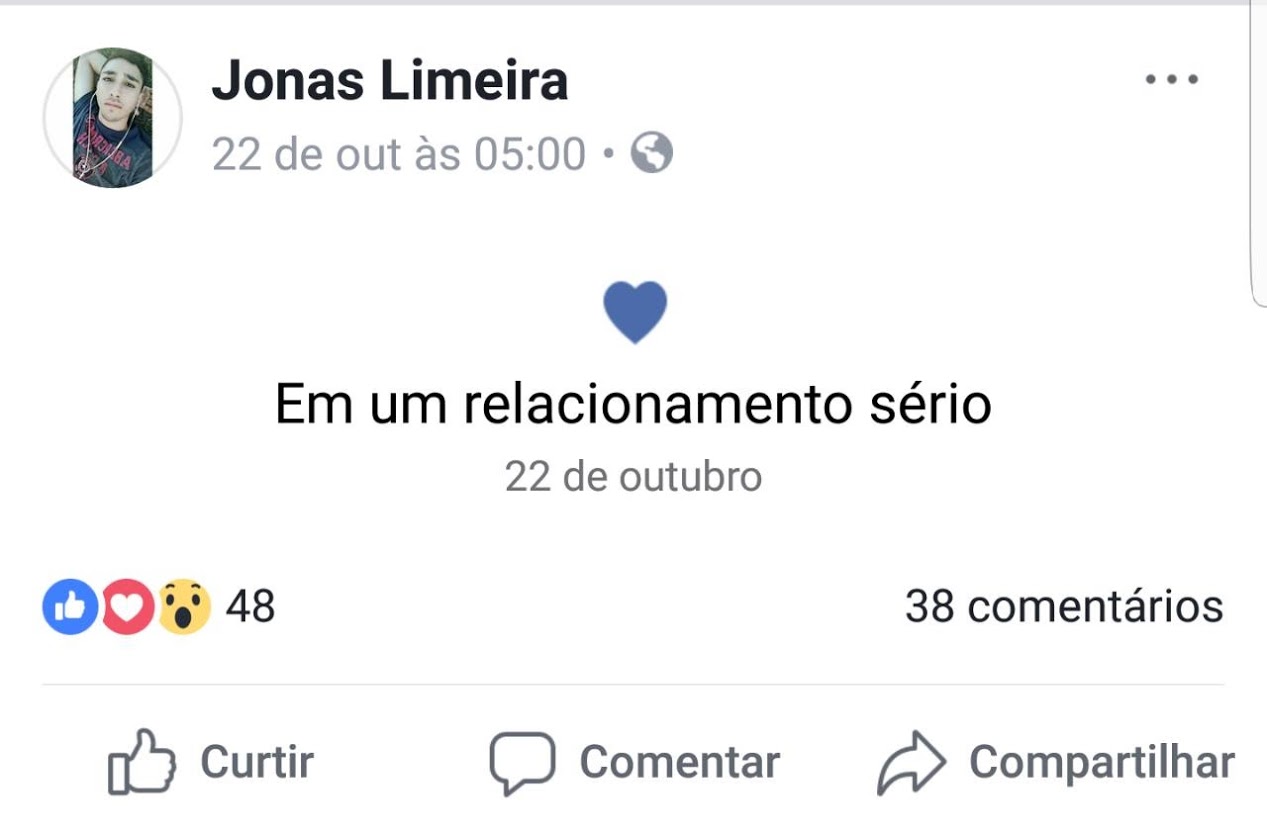 Jonas Limeira
22 de out às 05:00
Em um relacionamento sério
22 de outubro
48
38 comentários
Curtir
Comentar
Compartilhar